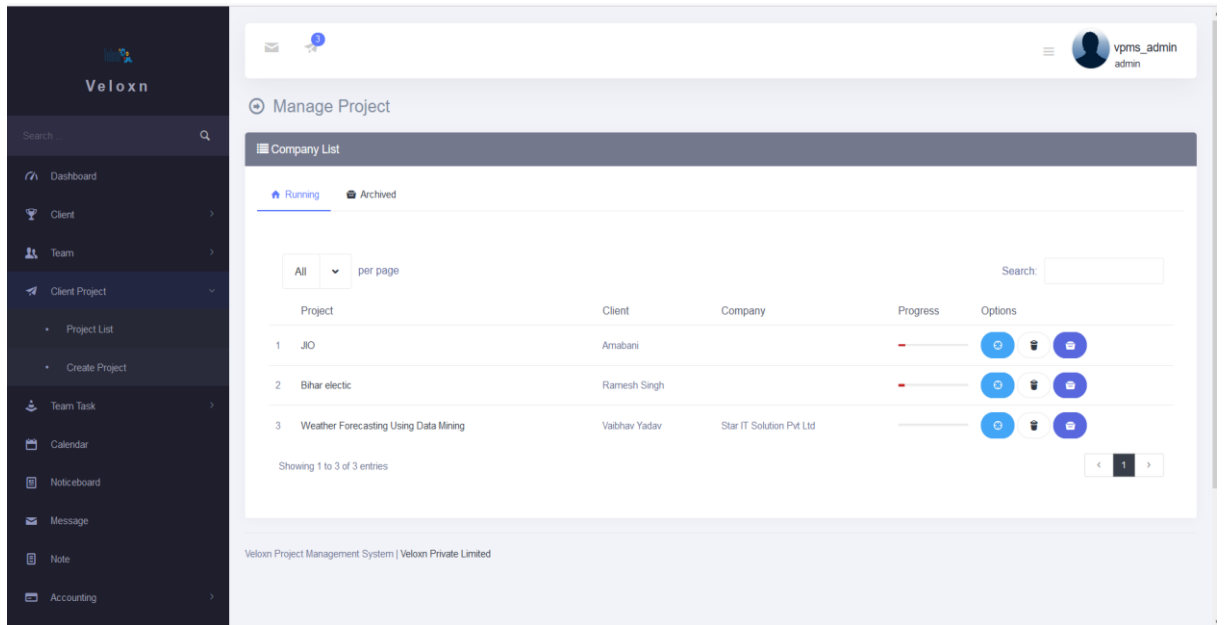 Veloxn
Search...
Dashboard
Client
Team
Client Project
Project List
Create Project
Team Task
Calendar
Noticeboard
Message
Note
Accounting
3
vpms_admin
admin
Manage Project
Company List
Running Archived
All per page Search:
Project Client Company Progress Options
1 JIO Amabani
2 Bihar electic Ramesh Singh
3 Weather Forecasting Using Data Mining Vaibhav Yadav Star IT Solution Pvt Ltd
Showing 1 to 3 of 3 entries < 1 >
Veloxn Project Management System | Veloxn Private Limited